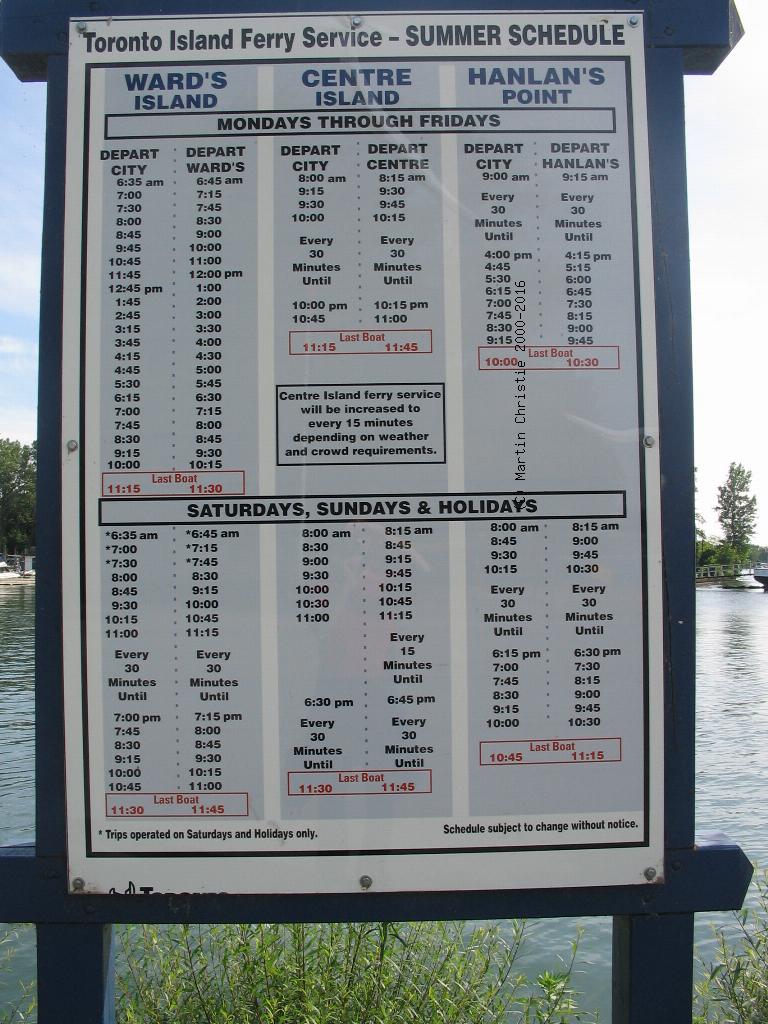 Toronto Island Ferry Service – SUMMER SCHEDULE
WARD'S ISLAND
CENTRE ISLAND
HANLAN'S POINT
MONDAYS THROUGH FRIDAYS
DEPART CITY DEPART WARD'S
6:35 am 6:45 am
7:00 7:15
7:30 7:45
8:00 8:30
8:45 9:00
9:45 10:00
10:45 11:00
11:45 12:00 pm
12:45 pm 1:00
1:45 2:00
2:45 3:00
3:15 3:30
3:45 4:00
4:15 4:30
4:45 5:00
5:30 5:45
6:15 6:30
7:00 7:15
7:45 8:00
8:30 8:45
9:15 9:30
10:00 10:15
Last Boat
11:15 11:30
DEPART CITY DEPART CENTRE
8:00 am 8:15 am
9:15 9:30
9:30 9:45
10:00 10:15
Every Every
30 30
Minutes Minutes
Until Until
10:00 pm 10:15 pm
10:45 11:00
Last Boat
11:15 11:45
Centre Island ferry service
will be increased to
every 15 minutes
depending on weather
and crowd requirements.
DEPART CITY DEPART HANLAN'S
9:00 am 9:15 am
Every Every
30 30
Minutes Minutes
Until Until
4:00 pm 4:15 pm
4:45 5:15
5:30 6:00
6:15 6:45
7:00 7:30
7:45 8:15
8:30 9:00
9:15 9:45
Last Boat
10:00 10:30
© Martin Christie 2000-2016
SATURDAYS, SUNDAYS & HOLIDAYS
*6:35 am *6:45 am
*7:00 *7:15
*7:30 *7:45
8:00 8:30
8:45 9:15
9:30 10:00
10:15 10:45
11:00 11:15
Every Every
30 30
Minutes Minutes
Until Until
7:00 pm 7:15 pm
7:45 8:00
8:30 8:45
9:15 9:30
10:00 10:15
10:45 11:00
Last Boat
11:30 11:45
8:00 am 8:15 am
8:30 8:45
9:00 9:15
9:30 9:45
10:00 10:15
10:30 10:45
11:00 11:15
Every
15
Minutes
Until
6:30 pm 6:45 pm
Every Every
30 30
Minutes Minutes
Until Until
Last Boat
11:30 11:45
8:00 am 8:15 am
8:45 9:00
9:30 9:45
10:15 10:30
Every Every
30 30
Minutes Minutes
Until Until
6:15 pm 6:30 pm
7:00 7:30
7:45 8:15
8:30 9:00
9:15 9:45
10:00 10:30
Last Boat
10:45 11:15
* Trips operated on Saturdays and Holidays only.
Schedule subject to change without notice.
TORONTO